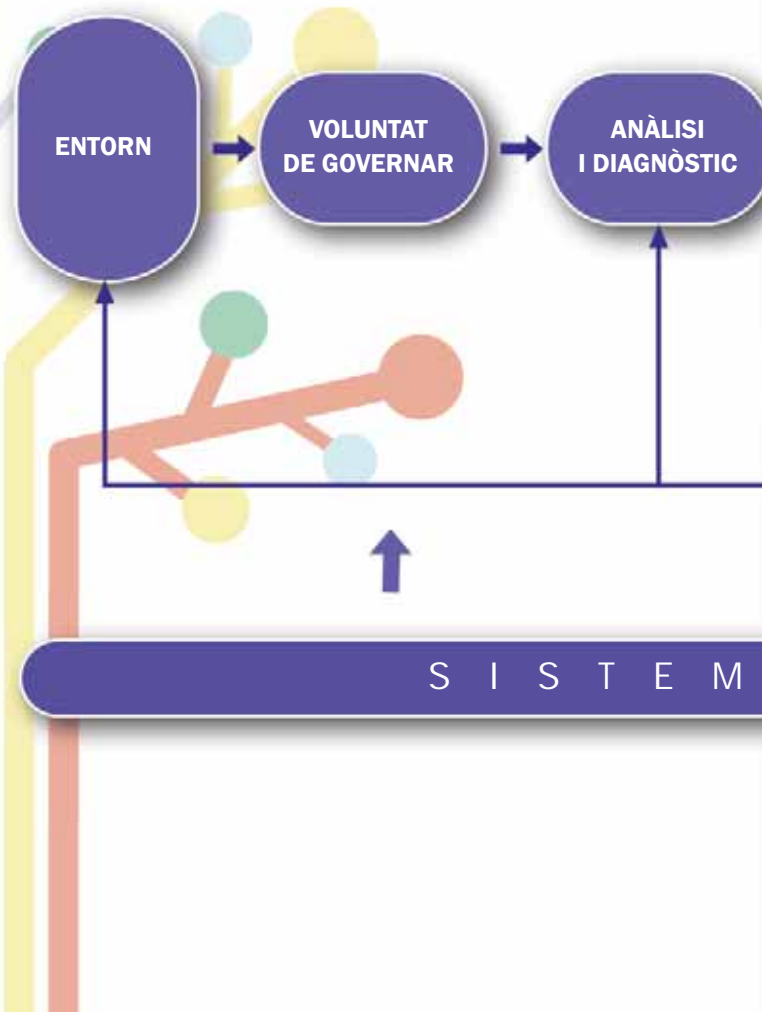 ENTORN
VOLUNTAT
DE GOVERNAR
ANÀLISI
I DIAGNÒSTIC
S I S T E M